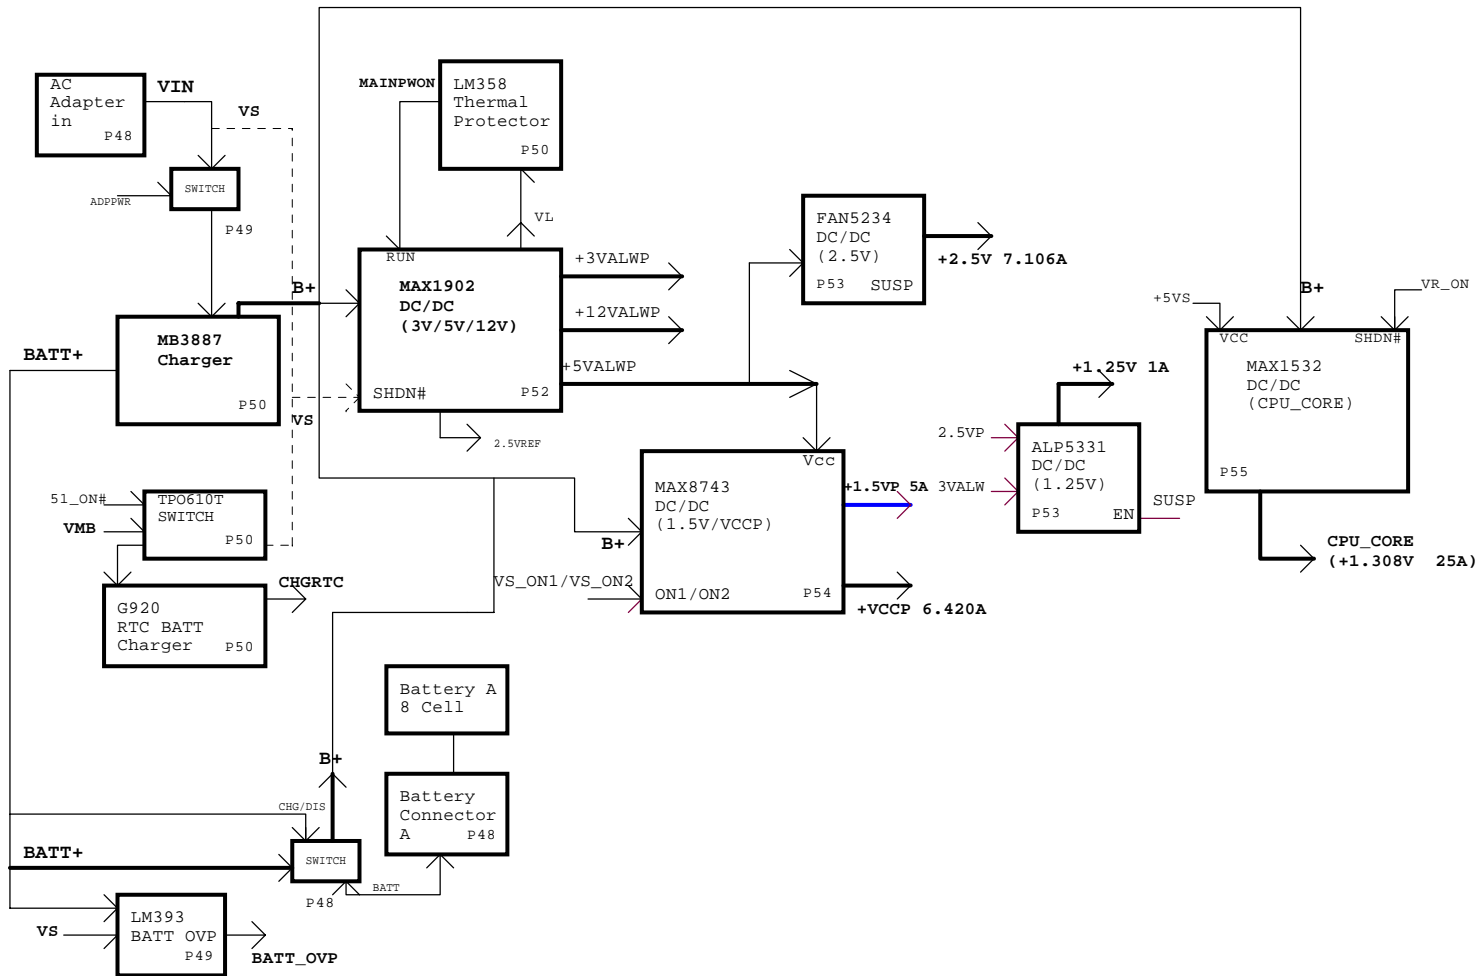 AC
Adapter
in
P48
VIN
VS
SWITCH
ADPPWR
P49
MAINPWON
LM358
Thermal
Protector
P50
VL
RUN
MAX1902
DC/DC
(3V/5V/12V)
SHDN#
P52
B+
+3VALWP
+12VALWP
+5VALWP
2.5VREF
MB3887
Charger
P50
BATT+
VS
FAN5234
DC/DC
(2.5V)
P53
SUSP
+2.5V 7.106A
+5VS
B+
VR_ON
VCC
SHDN#
MAX1532
DC/DC
(CPU_CORE)
P55
CPU_CORE
(+1.308V 25A)
+1.25V 1A
2.5VP
3VALW
ALP5331
DC/DC
(1.25V)
P53
EN
SUSP
Vcc
MAX8743
DC/DC
(1.5V/VCCP)
B+
VS_ON1/VS_ON2
ON1/ON2
P54
+1.5VP 5A
+VCCP 6.420A
51_ON#
VMB
TPO610T
SWITCH
P50
CHGRTC
G920
RTC BATT
Charger
P50
Battery A
8 Cell
Battery
Connector
A
P48
B+
CHG/DIS
BATT+
SWITCH
BATT
P48
LM393
BATT OVP
P49
VS
BATT_OVP